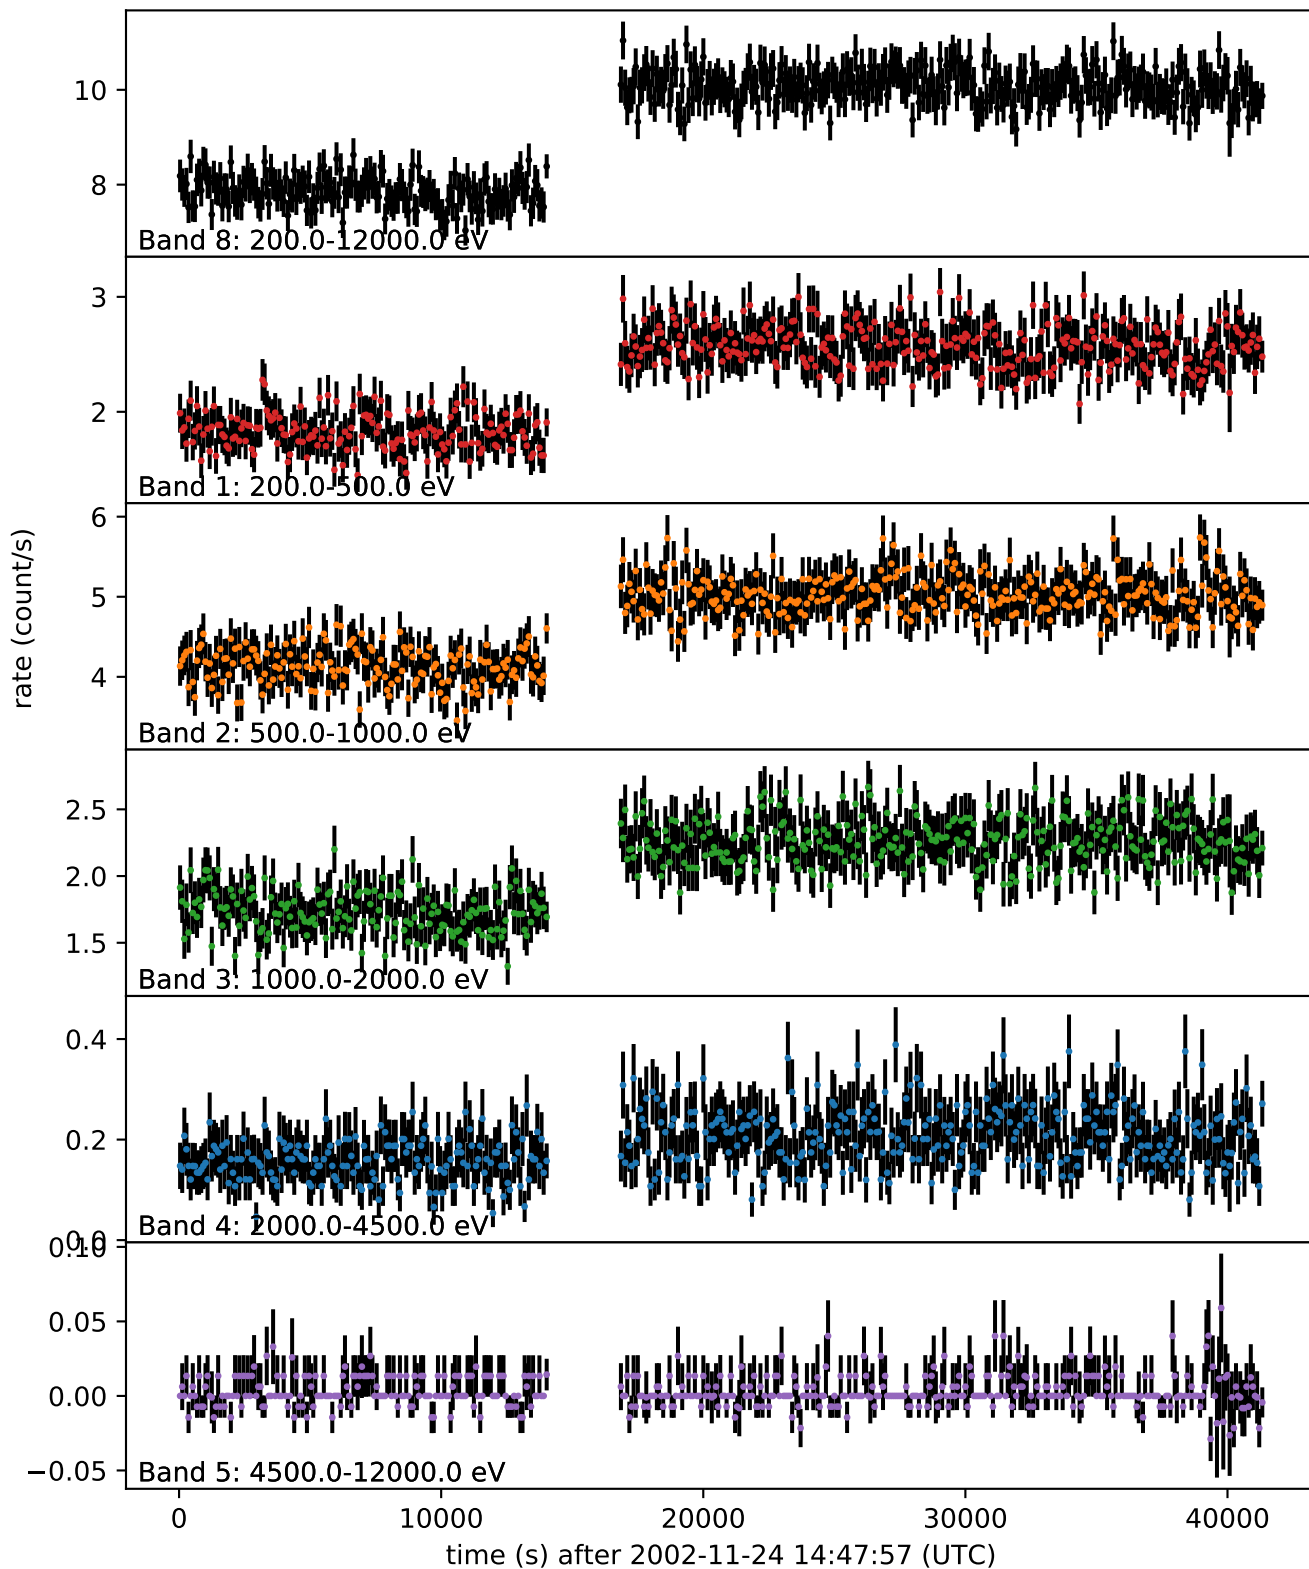 10
8
Band 8: 200.0-12000.0 eV
3
2
Band 1: 200.0-500.0 eV
6
5
4
Band 2: 500.0-1000.0 eV
rate (count/s)
2.5
2.0
1.5
Band 3: 1000.0-2000.0 eV
0.4
0.2
0.0
Band 4: 2000.0-4500.0 eV
0.10
0.05
0.00
−0.05
Band 5: 4500.0-12000.0 eV
0 10000 20000 30000 40000
time (s) after 2002-11-24 14:47:57 (UTC)